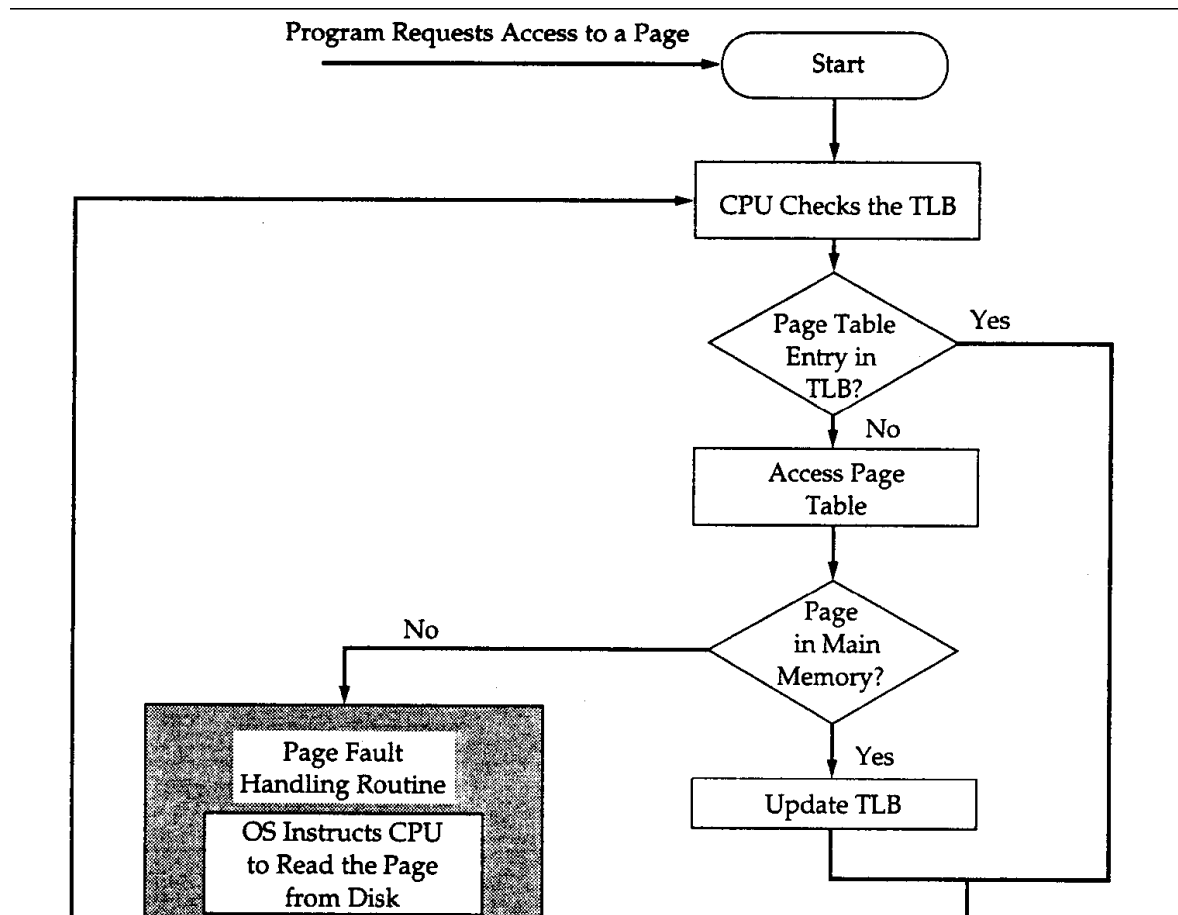 Program Requests Access to a Page
Start
CPU Checks the TLB
Page Table
Entry in
TLB?
Yes
No
Access Page
Table
Page
in Main
Memory?
No
Yes
Page Fault
Handling Routine
OS Instructs CPU
to Read the Page
from Disk
Update TLB